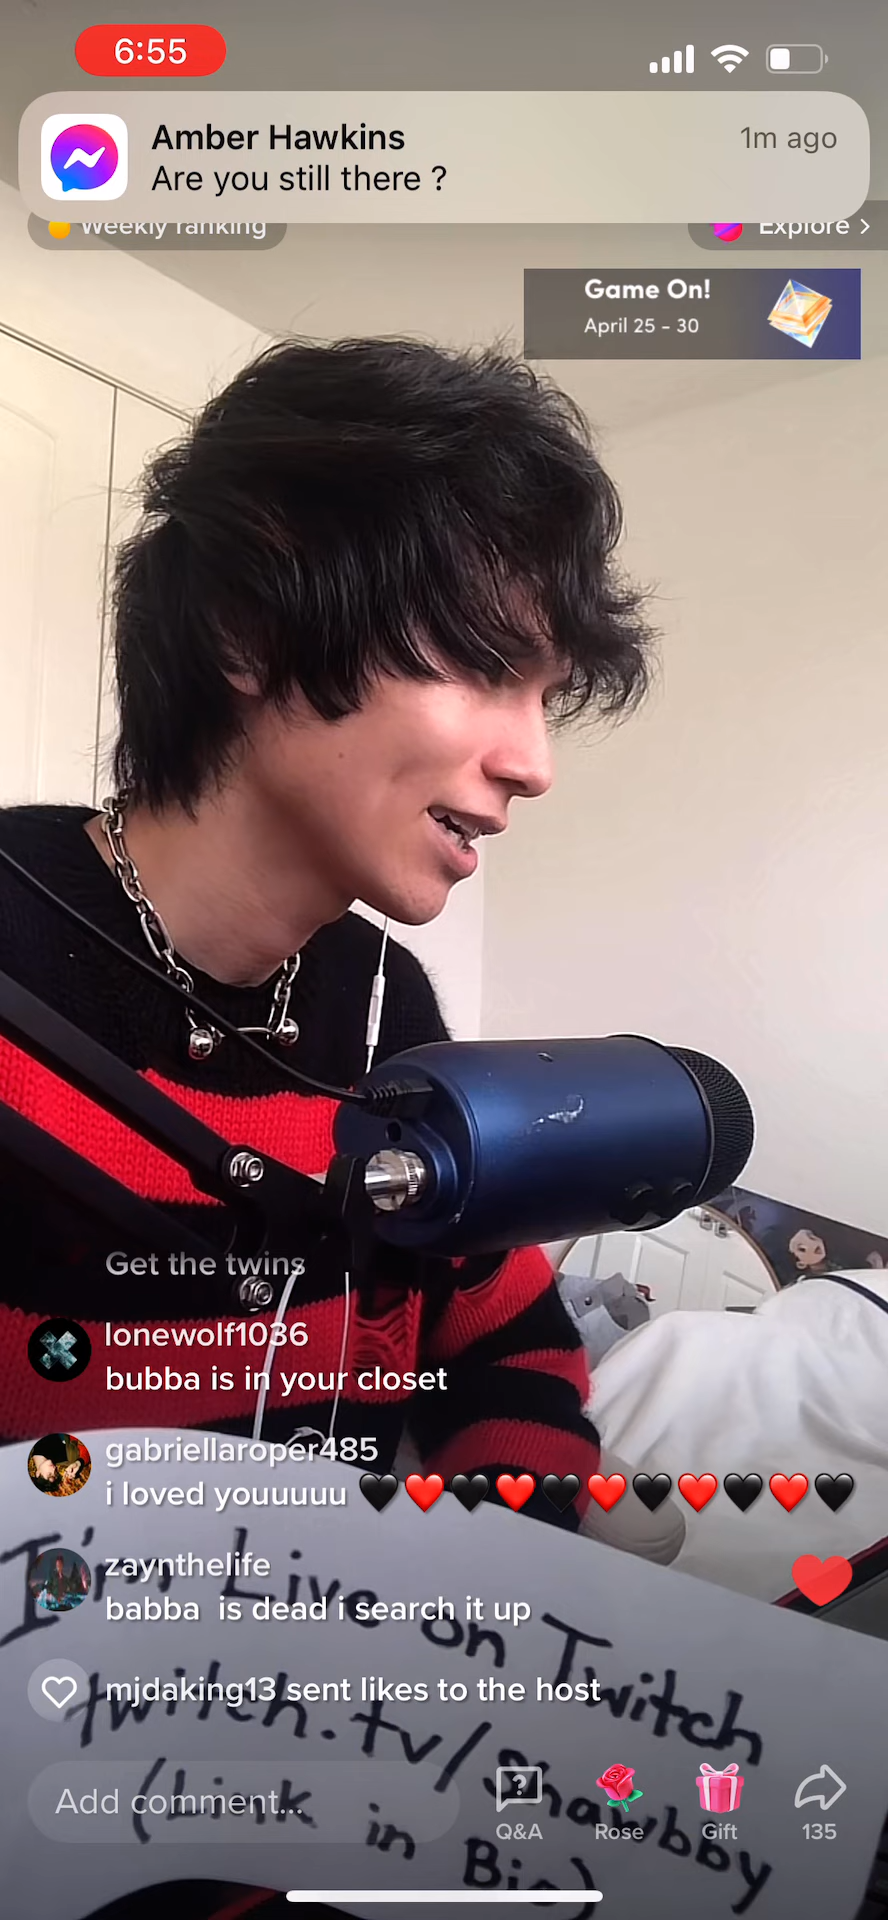 6:55
Amber Hawkins
1m ago
Are you still there ?
Weekly ranking
Explore >
Game On!
April 25 - 30
Get the twins
lonewolf1036
bubba is in your closet
gabriellaroper485
i loved youuuuu 🖤❤️🖤❤️🖤❤️🖤❤️🖤❤️🖤
zaynthelife
babba  is dead i search it up
mjdaking13 sent likes to the host
I'm Live on Twitch
twitch.tv/Shawbby
(Link in Bio)
Add comment...
Q&A
Rose
Gift
135